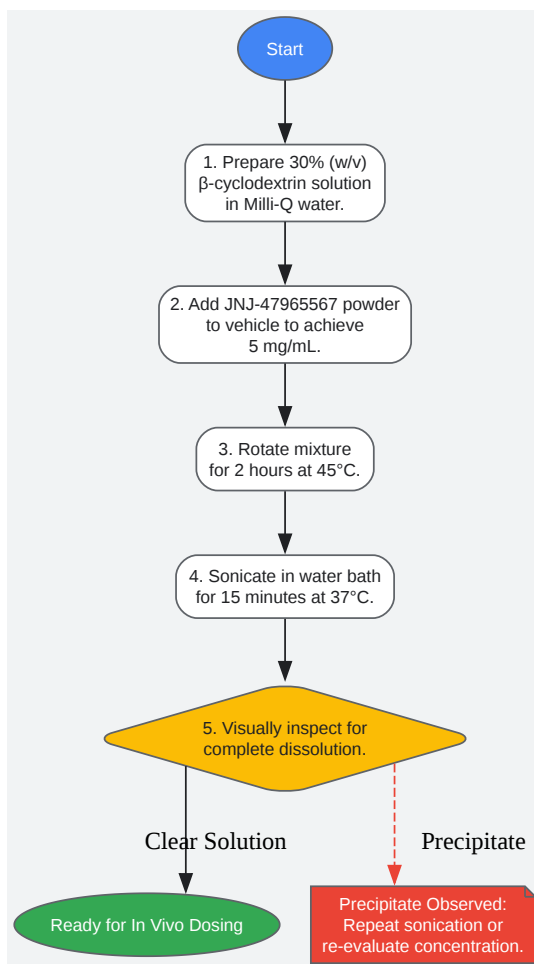 Start
1. Prepare 30% (w/v)
β-cyclodextrin solution
in Milli-Q water.
2. Add JNJ-47965567 powder
to vehicle to achieve
5 mg/mL.
3. Rotate mixture
for 2 hours at 45°C.
4. Sonicate in water bath
for 15 minutes at 37°C.
5. Visually inspect for
complete dissolution.
Clear Solution
Precipitate
Ready for In Vivo Dosing
Precipitate Observed:
Repeat sonication or
re-evaluate concentration.